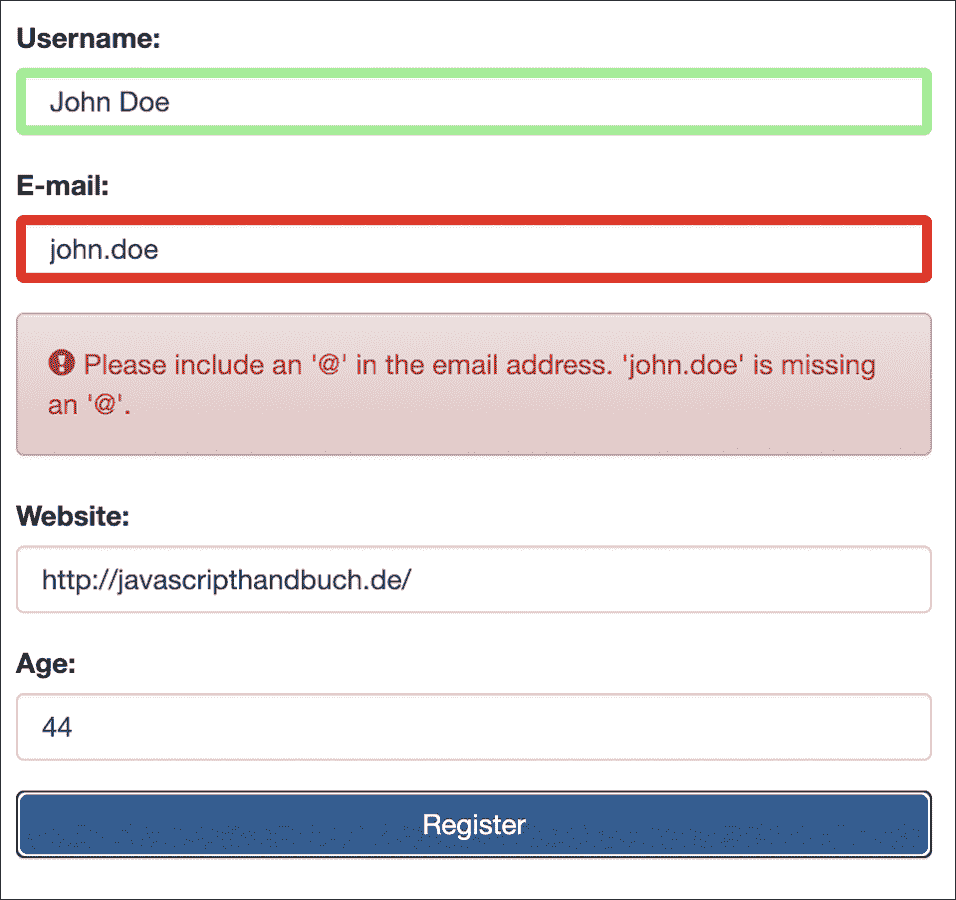 Username:
John Doe
E-mail:
john.doe
Please include an '@' in the email address. 'john.doe' is missing
an '@'.
Website:
http://javascripthandbuch.de/
Age:
44
Register